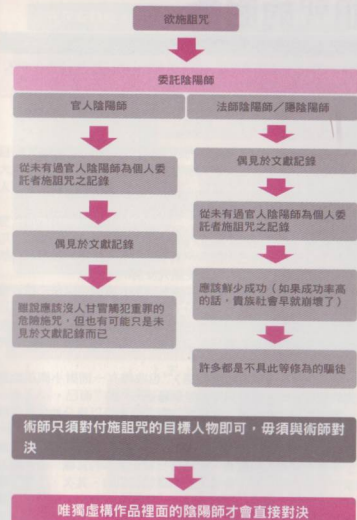 欲施詛咒
委託陰陽師
官人陰陽師
從未有過官人陰陽師為個人委
託者施詛咒之記錄
偶見於文獻記錄
雖說應該沒人甘冒觸犯重罪的
危險施咒，但也有可能只是未
見於文獻記錄而已
法師陰陽師／隱陰陽師
偶見於文獻記錄
從未有過官人陰陽師為個人委
託者施詛咒之記錄
應該鮮少成功（如果成功率高
的話，貴族社會早就崩壞了）
許多都是不具此等修為的騙徒
術師只須對付施詛咒的目標人物即可，毋須與術師對
決
唯獨虛構作品裡面的陰陽師才會直接對決